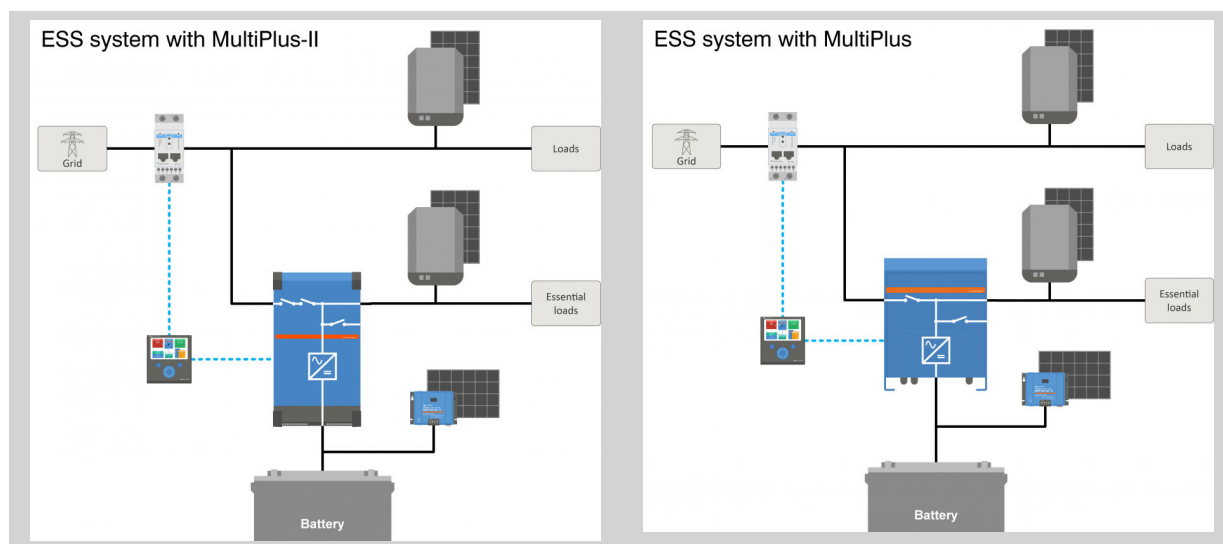 ESS system with MultiPlus-II
Grid
Loads
Essential
loads
Battery
ESS system with MultiPlus
Grid
Loads
Essential
loads
Battery